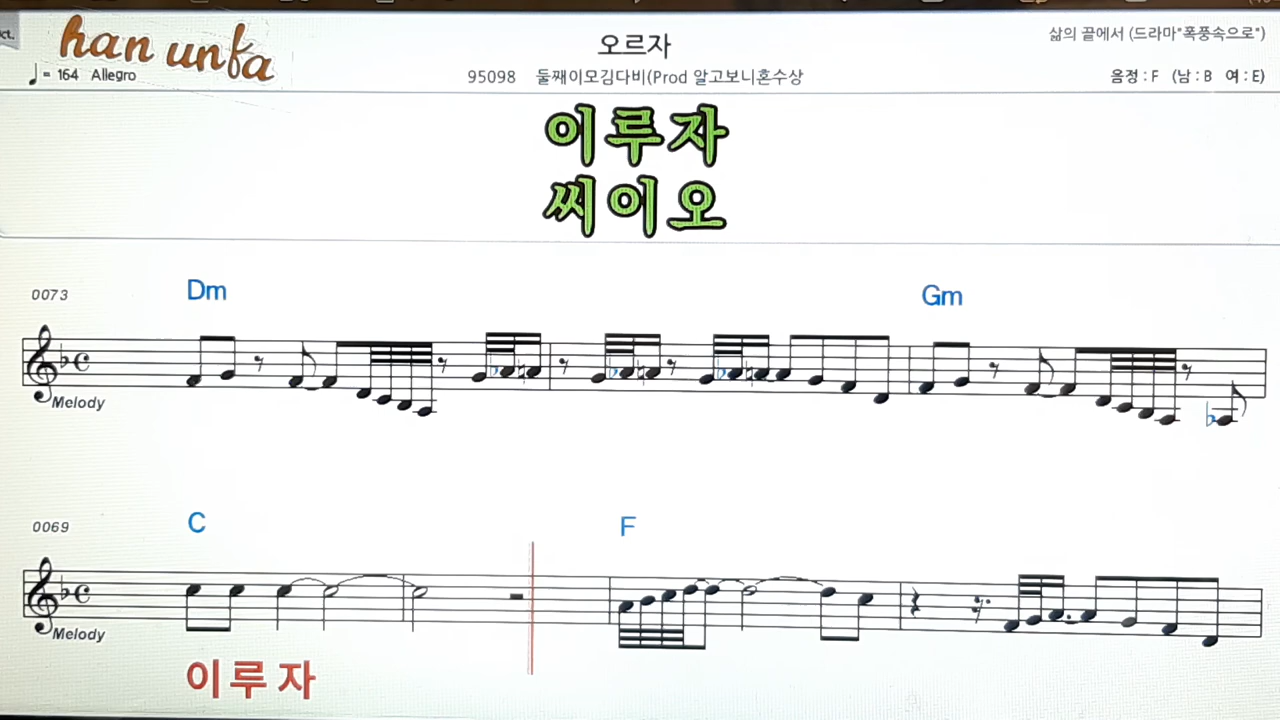 ct.
han unfa
오르자
삶의 끝에서 (드라마"폭풍속으로")
♩= 164 Allegro
95098 둘째이모김다비(Prod 알고보니혼수상
음정 : F (남 : B 여 : E)
이루자
씨이오
0073
Dm
Gm
Melody
0069
C
F
Melody
이루자